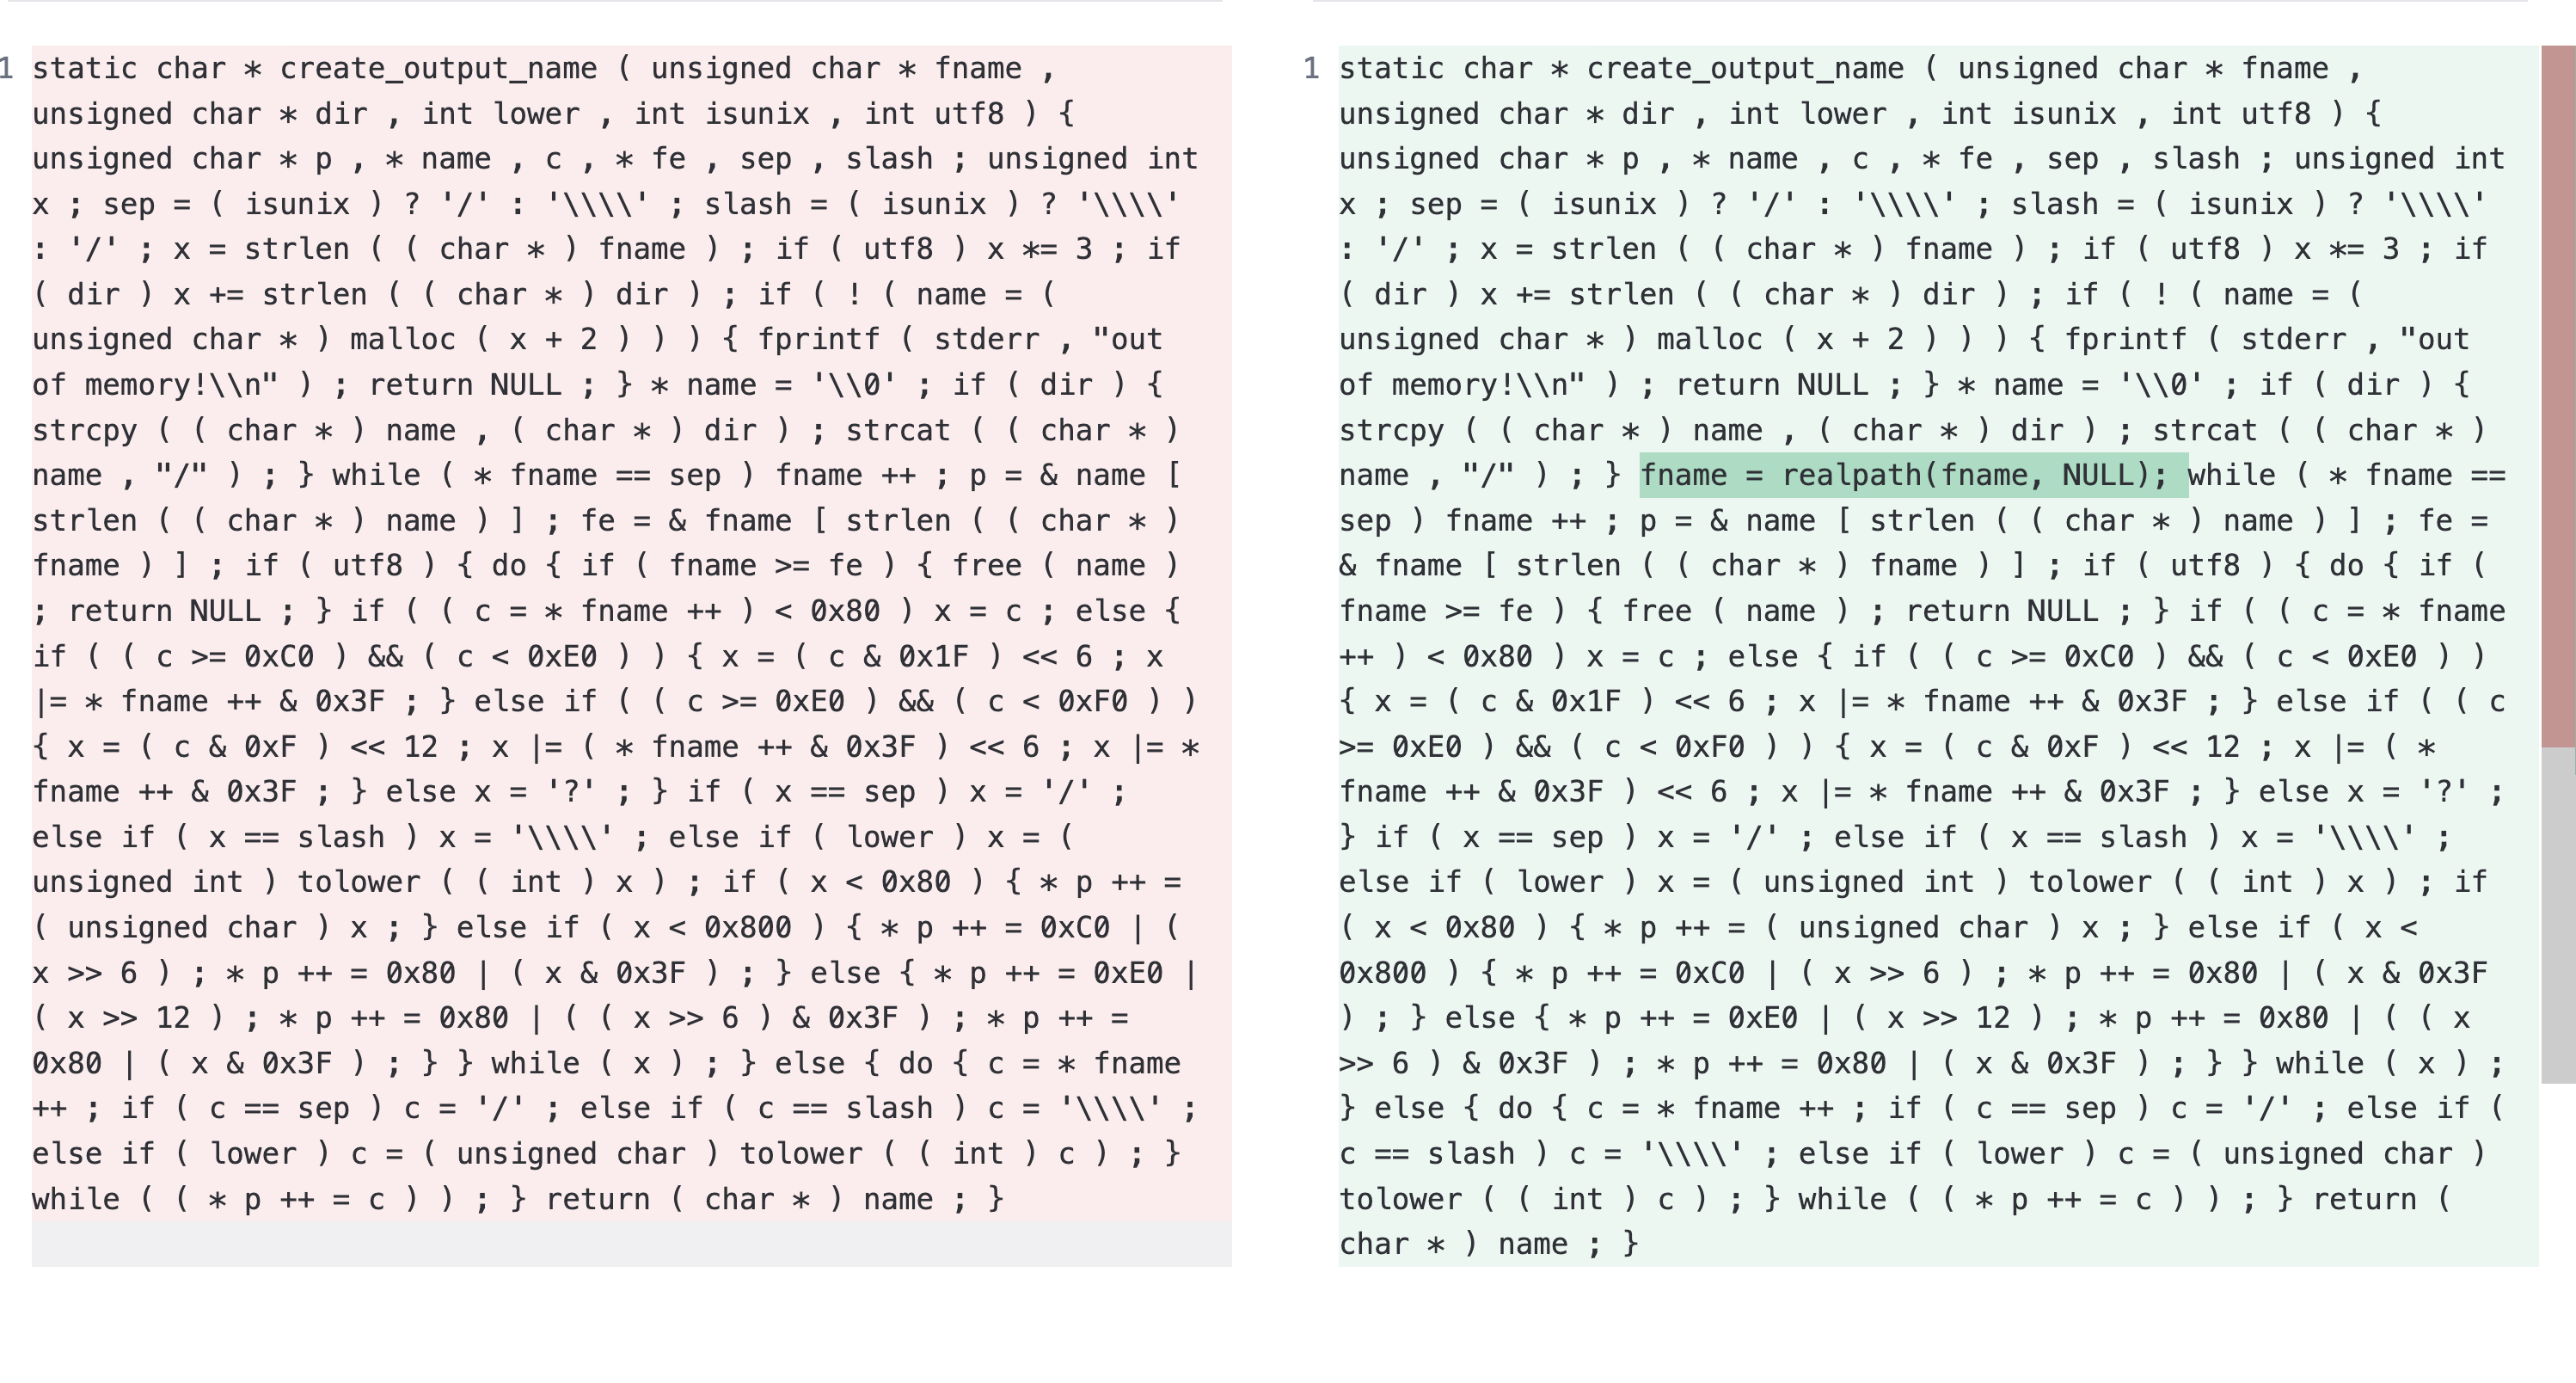 1 static char * create_output_name ( unsigned char * fname ,
unsigned char * dir , int lower , int isunix , int utf8 ) {
unsigned char * p , * name , c , * fe , sep , slash ; unsigned int
x ; sep = ( isunix ) ? '/' : '\\\\' ; slash = ( isunix ) ? '\\\\'
: '/' ; x = strlen ( ( char * ) fname ) ; if ( utf8 ) x *= 3 ; if
( dir ) x += strlen ( ( char * ) dir ) ; if ( ! ( name = (
unsigned char * ) malloc ( x + 2 ) ) ) { fprintf ( stderr , "out
of memory!\\n" ) ; return NULL ; } * name = '\\0' ; if ( dir ) {
strcpy ( ( char * ) name , ( char * ) dir ) ; strcat ( ( char * )
name , "/" ) ; } while ( * fname == sep ) fname ++ ; p = & name [
strlen ( ( char * ) name ) ] ; fe = & fname [ strlen ( ( char * )
fname ) ] ; if ( utf8 ) { do { if ( fname >= fe ) { free ( name )
; return NULL ; } if ( ( c = * fname ++ ) < 0x80 ) x = c ; else {
if ( ( c >= 0xC0 ) && ( c < 0xE0 ) ) { x = ( c & 0x1F ) << 6 ; x
|= * fname ++ & 0x3F ; } else if ( ( c >= 0xE0 ) && ( c < 0xF0 ) )
{ x = ( c & 0xF ) << 12 ; x |= ( * fname ++ & 0x3F ) << 6 ; x |= *
fname ++ & 0x3F ; } else x = '?' ; } if ( x == sep ) x = '/' ;
else if ( x == slash ) x = '\\\\' ; else if ( lower ) x = (
unsigned int ) tolower ( ( int ) x ) ; if ( x < 0x80 ) { * p ++ =
( unsigned char ) x ; } else if ( x < 0x800 ) { * p ++ = 0xC0 | (
x >> 6 ) ; * p ++ = 0x80 | ( x & 0x3F ) ; } else { * p ++ = 0xE0 |
( x >> 12 ) ; * p ++ = 0x80 | ( ( x >> 6 ) & 0x3F ) ; * p ++ =
0x80 | ( x & 0x3F ) ; } } while ( x ) ; } else { do { c = * fname
++ ; if ( c == sep ) c = '/' ; else if ( c == slash ) c = '\\\\' ;
else if ( lower ) c = ( unsigned char ) tolower ( ( int ) c ) ; }
while ( ( * p ++ = c ) ) ; } return ( char * ) name ; }
1 static char * create_output_name ( unsigned char * fname ,
unsigned char * dir , int lower , int isunix , int utf8 ) {
unsigned char * p , * name , c , * fe , sep , slash ; unsigned int
x ; sep = ( isunix ) ? '/' : '\\\\' ; slash = ( isunix ) ? '\\\\'
: '/' ; x = strlen ( ( char * ) fname ) ; if ( utf8 ) x *= 3 ; if
( dir ) x += strlen ( ( char * ) dir ) ; if ( ! ( name = (
unsigned char * ) malloc ( x + 2 ) ) ) { fprintf ( stderr , "out
of memory!\\n" ) ; return NULL ; } * name = '\\0' ; if ( dir ) {
strcpy ( ( char * ) name , ( char * ) dir ) ; strcat ( ( char * )
name , "/" ) ; } fname = realpath(fname, NULL); while ( * fname ==
sep ) fname ++ ; p = & name [ strlen ( ( char * ) name ) ] ; fe =
& fname [ strlen ( ( char * ) fname ) ] ; if ( utf8 ) { do { if (
fname >= fe ) { free ( name ) ; return NULL ; } if ( ( c = * fname
++ ) < 0x80 ) x = c ; else { if ( ( c >= 0xC0 ) && ( c < 0xE0 ) )
{ x = ( c & 0x1F ) << 6 ; x |= * fname ++ & 0x3F ; } else if ( ( c
>= 0xE0 ) && ( c < 0xF0 ) ) { x = ( c & 0xF ) << 12 ; x |= ( *
fname ++ & 0x3F ) << 6 ; x |= * fname ++ & 0x3F ; } else x = '?' ;
} if ( x == sep ) x = '/' ; else if ( x == slash ) x = '\\\\' ;
else if ( lower ) x = ( unsigned int ) tolower ( ( int ) x ) ; if
( x < 0x80 ) { * p ++ = ( unsigned char ) x ; } else if ( x <
0x800 ) { * p ++ = 0xC0 | ( x >> 6 ) ; * p ++ = 0x80 | ( x & 0x3F
) ; } else { * p ++ = 0xE0 | ( x >> 12 ) ; * p ++ = 0x80 | ( ( x
>> 6 ) & 0x3F ) ; * p ++ = 0x80 | ( x & 0x3F ) ; } } while ( x ) ;
} else { do { c = * fname ++ ; if ( c == sep ) c = '/' ; else if (
c == slash ) c = '\\\\' ; else if ( lower ) c = ( unsigned char )
tolower ( ( int ) c ) ; } while ( ( * p ++ = c ) ) ; } return (
char * ) name ; }